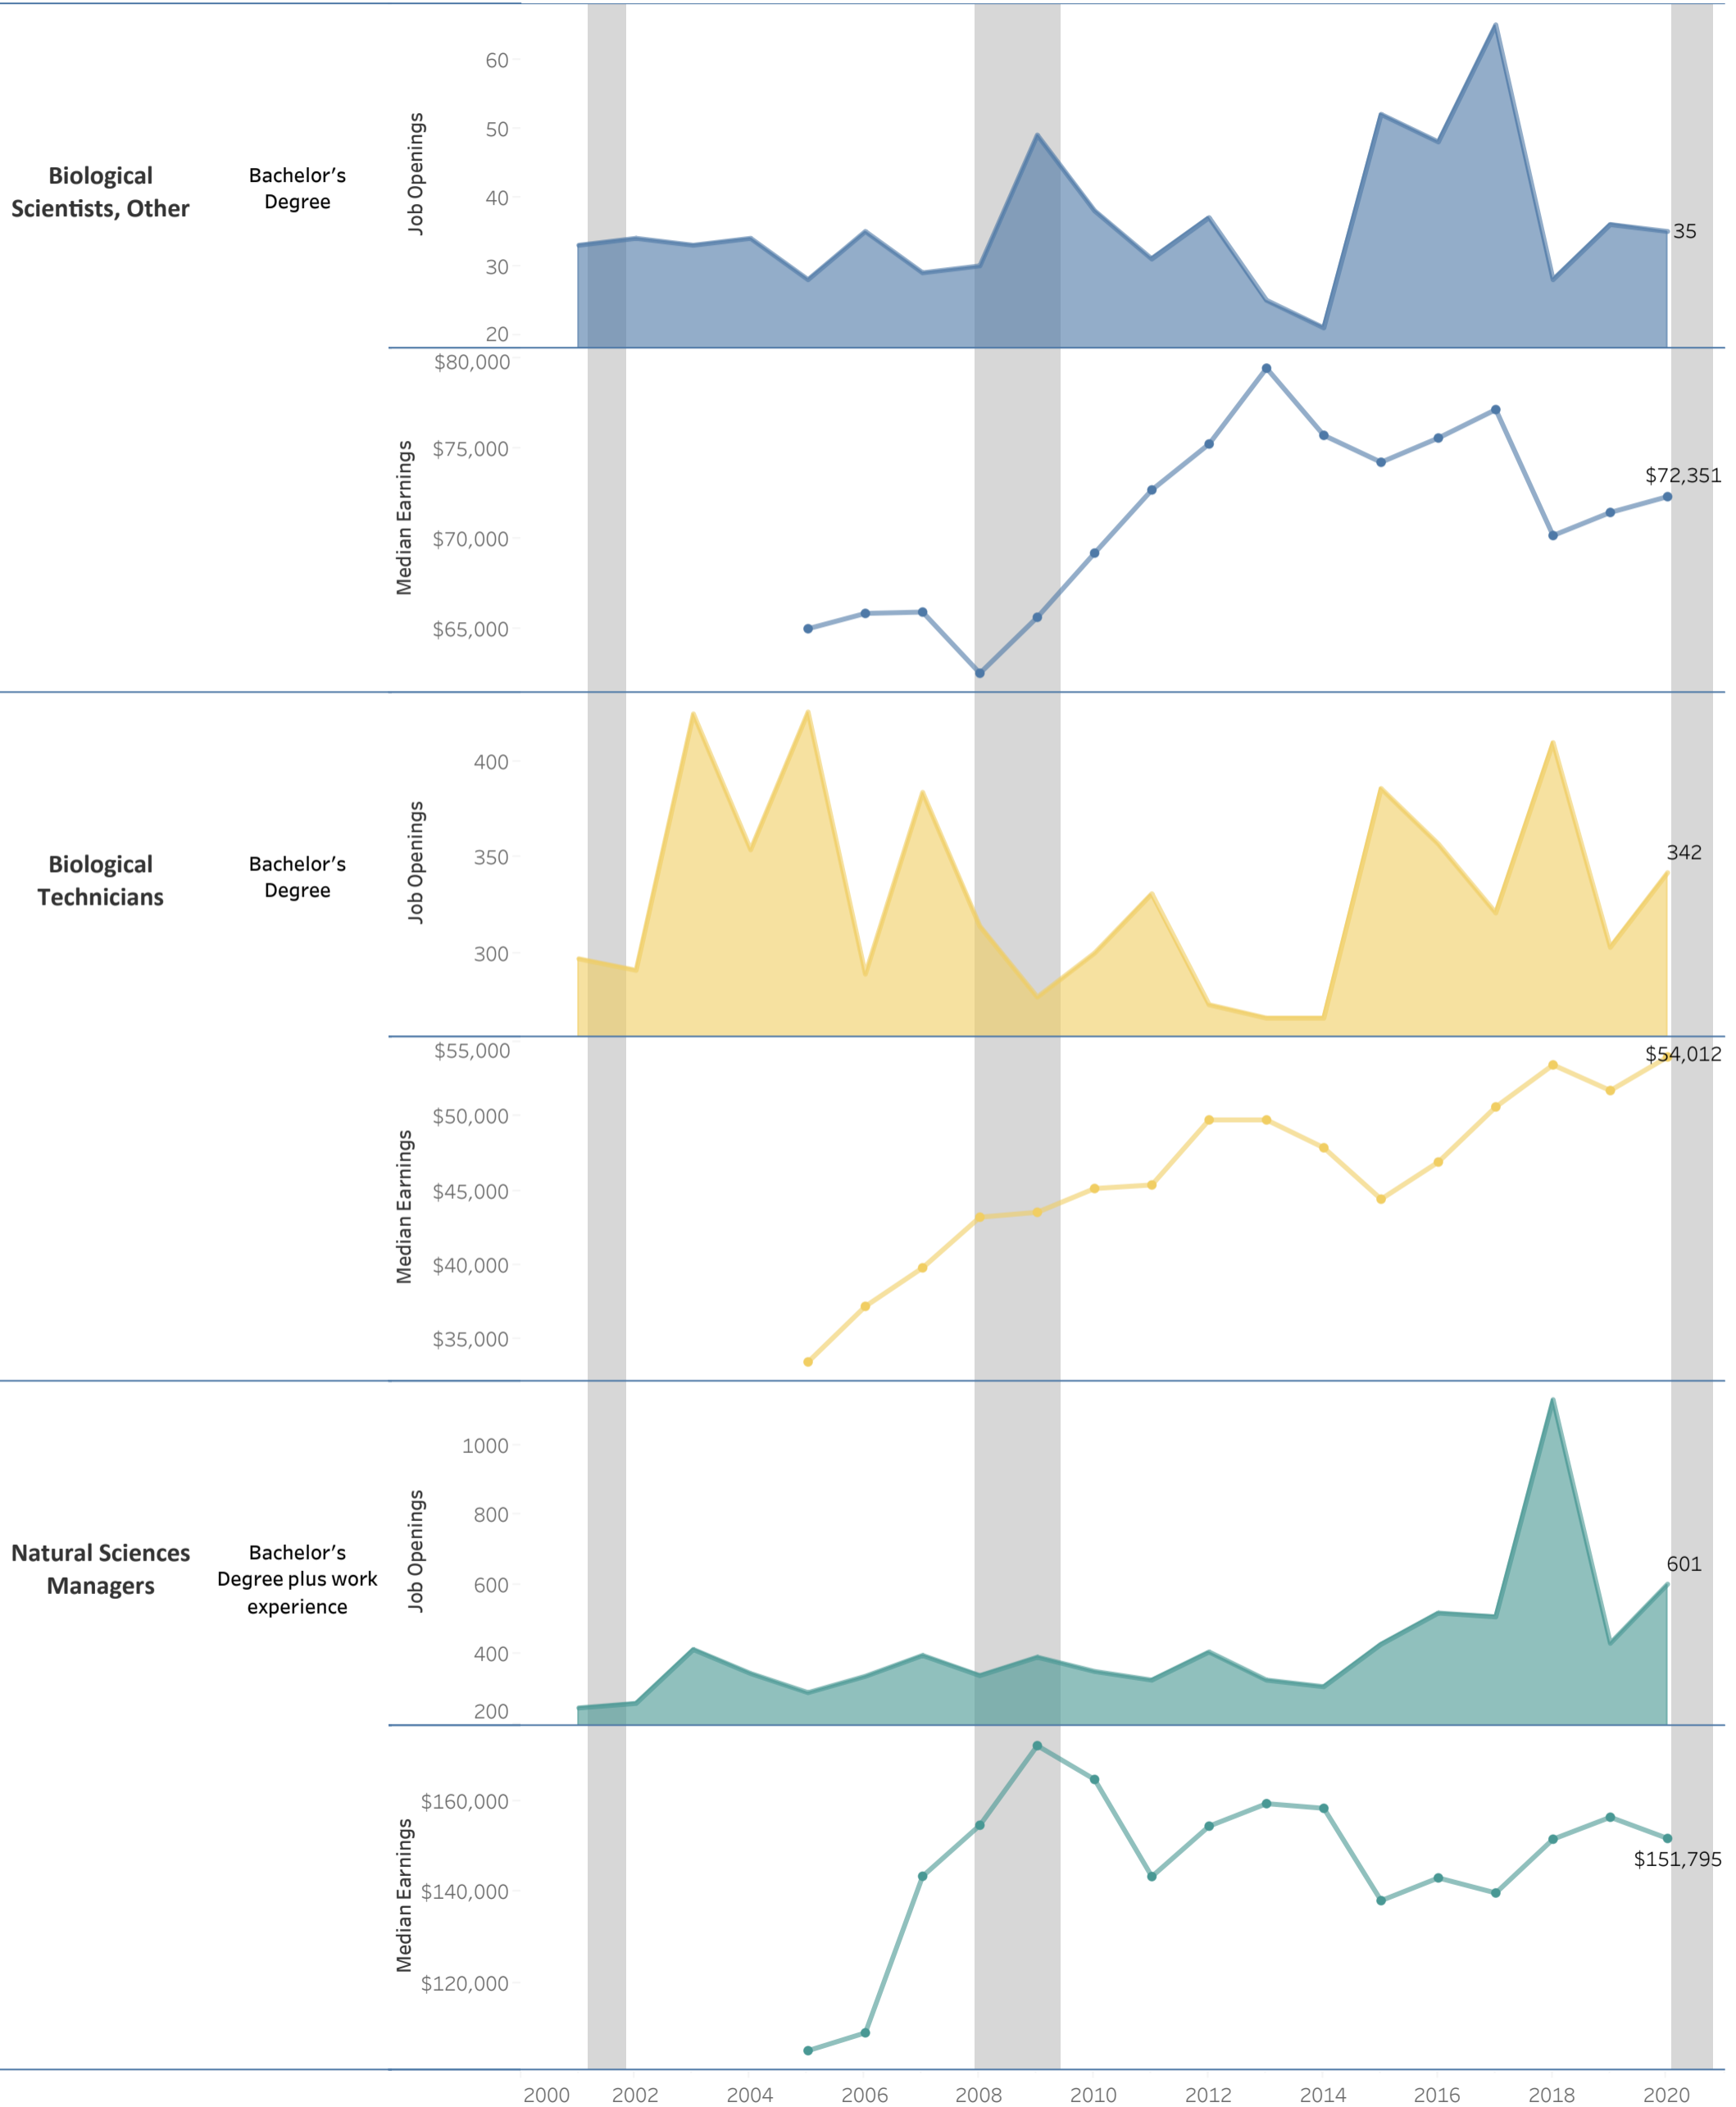 60
50
Job Openings
Biological
Scientists, Other
Bachelor's
Degree
40
35
30
20
$80,000
$75,000
Median Earnings
$72,351
$70,000
$65,000
400
350
Job Openings
Biological
Technicians
Bachelor's
Degree
342
300
$55,000
$54,012
$50,000
Median Earnings
$45,000
$40,000
$35,000
1000
800
Job Openings
Natural Sciences
Managers
Bachelor's
Degree plus work
experience
601
600
400
200
$160,000
Median Earnings
$151,795
$140,000
$120,000
2000 2002 2004 2006 2008 2010 2012 2014 2016 2018 2020